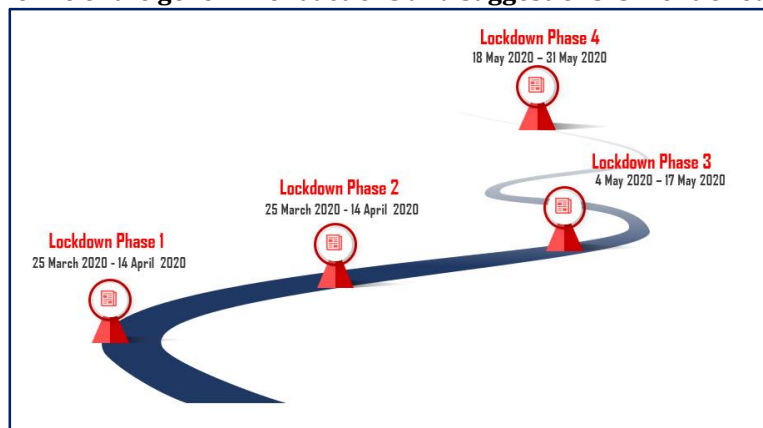 Lockdown Phase 4
18 May 2020 – 31 May 2020
Lockdown Phase 3
4 May 2020 – 17 May 2020
Lockdown Phase 2
25 March 2020 - 14 April 2020
Lockdown Phase 1
25 March 2020 - 14 April 2020